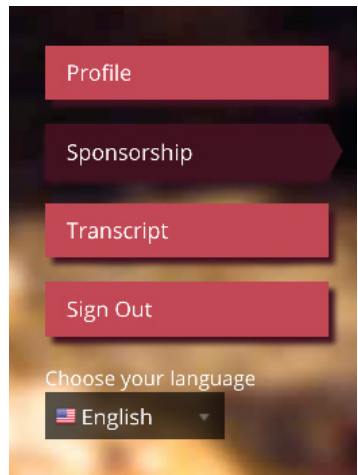 Profile
Sponsorship
Transcript
Sign Out
Choose your language
English